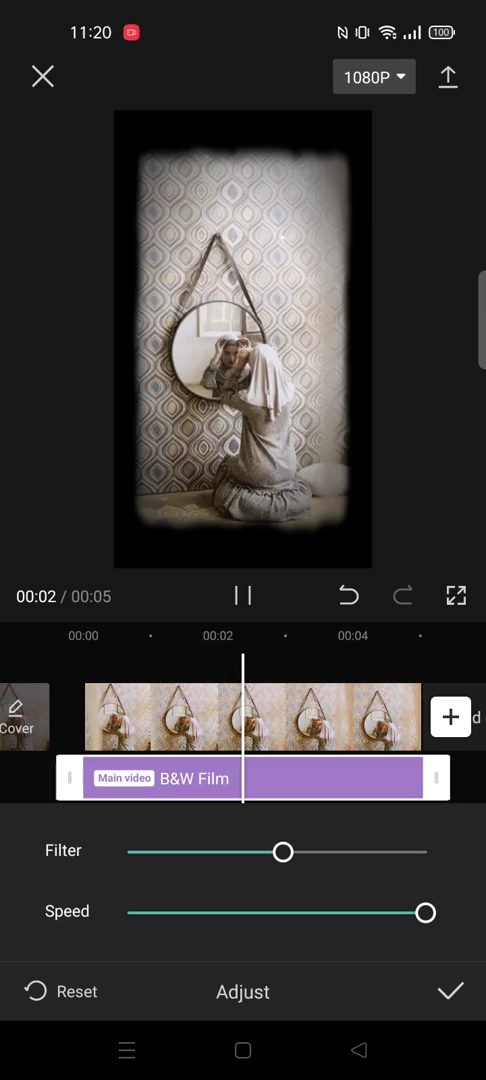 11:20
100
1080P
00:02 / 00:05
00:00
00:02
00:04
Cover
d
Main video B&W Film
Filter
Speed
Reset
Adjust